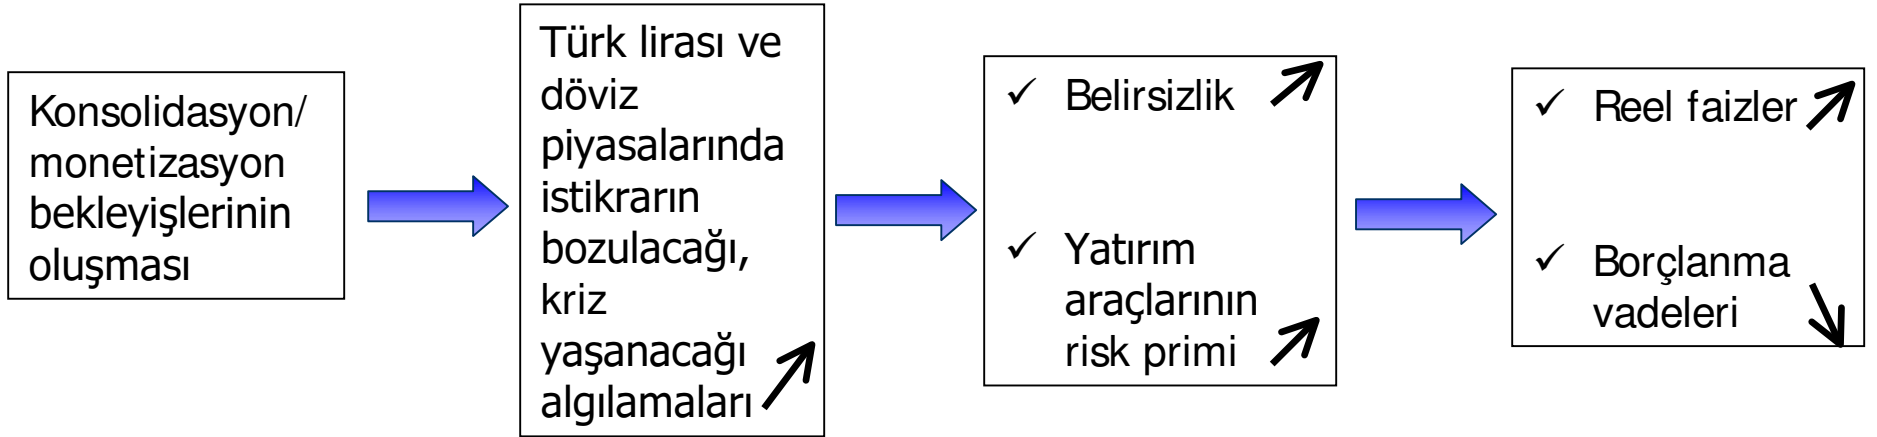 Konsolidasyon/
monetizasyon
bekleyişlerinin
oluşması
Türk lirası ve
döviz
piyasalarında
istikrarın
bozulacağı,
kriz
yaşanacağı
algılamaları
✓ Belirsizlik
✓ Yatırım
araçlarının
risk primi
✓ Reel faizler
✓ Borçlanma
vadeleri